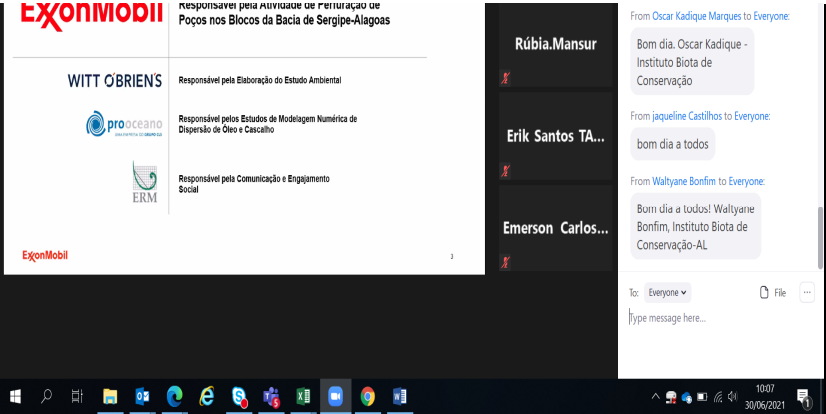 ExxonMobil
Responsável pela Atividade de Perfuração de
Poços nos Blocos da Bacia de Sergipe-Alagoas
WITT O'BRIEN'S
Responsável pela Elaboração do Estudo Ambiental
prooceano
Responsável pelos Estudos de Modelagem Numérica de
Dispersão de Óleo e Cascalho
ERM
Responsável pela Comunicação e Engajamento
Social
ExxonMobil
3
Rúbia.Mansur
Erik Santos TA...
Emerson Carlos...
From Oscar Kadique Marques to Everyone:
Bom dia. Oscar Kadique -
Instituto Biota de
Conservação
From jaqueline Castilhos to Everyone:
bom dia a todos
From Waltyane Bonfim to Everyone:
Bom dia a todos! Waltyane
Bonfim, Instituto Biota de
Conservação-AL
To: Everyone
File
Type message here...
10:07
30/06/2021